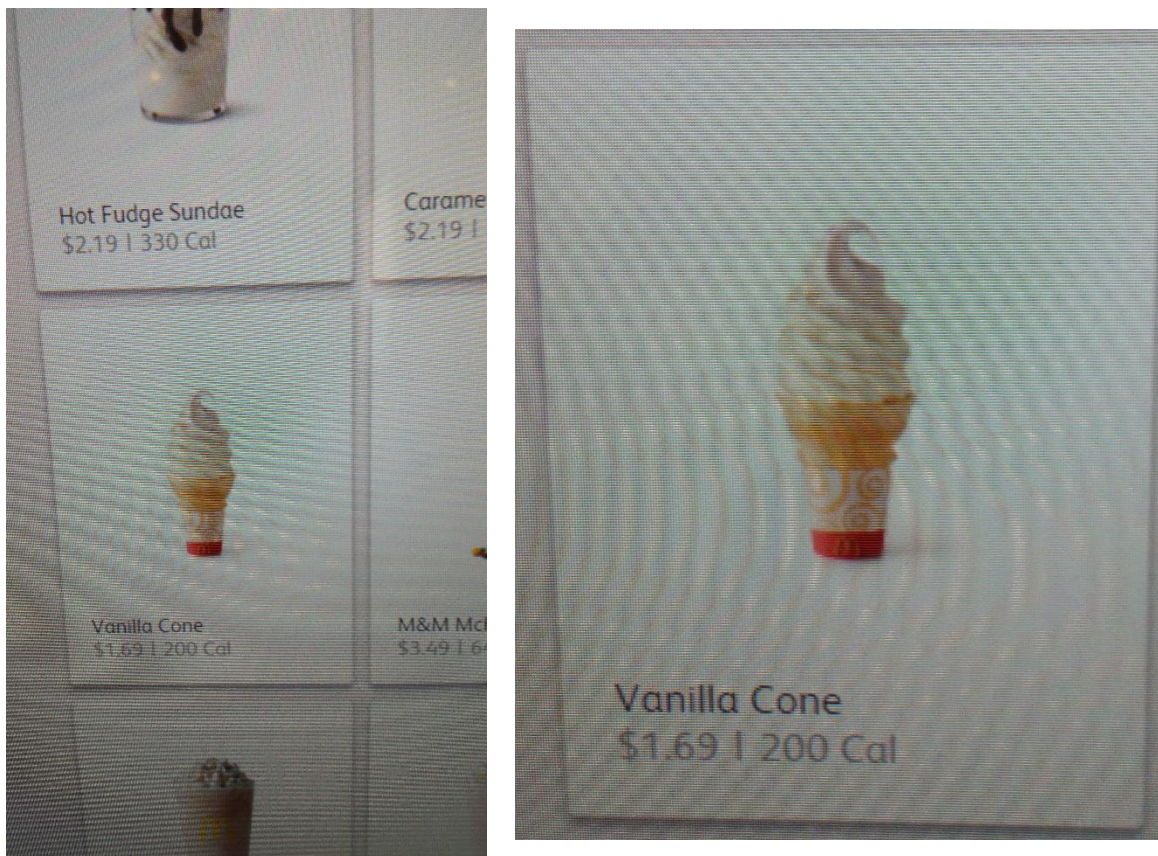 Hot Fudge Sundae
$2.19 | 330 Cal
Carame
$2.19 |
Vanilla Cone
$1.69 | 200 Cal
M&M Mc
$3.49 | 6
Vanilla Cone
$1.69 | 200 Cal